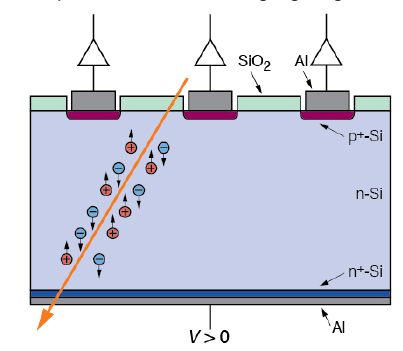 SiO2 Al
p+-Si
n-Si
n+-Si
Al
V > 0